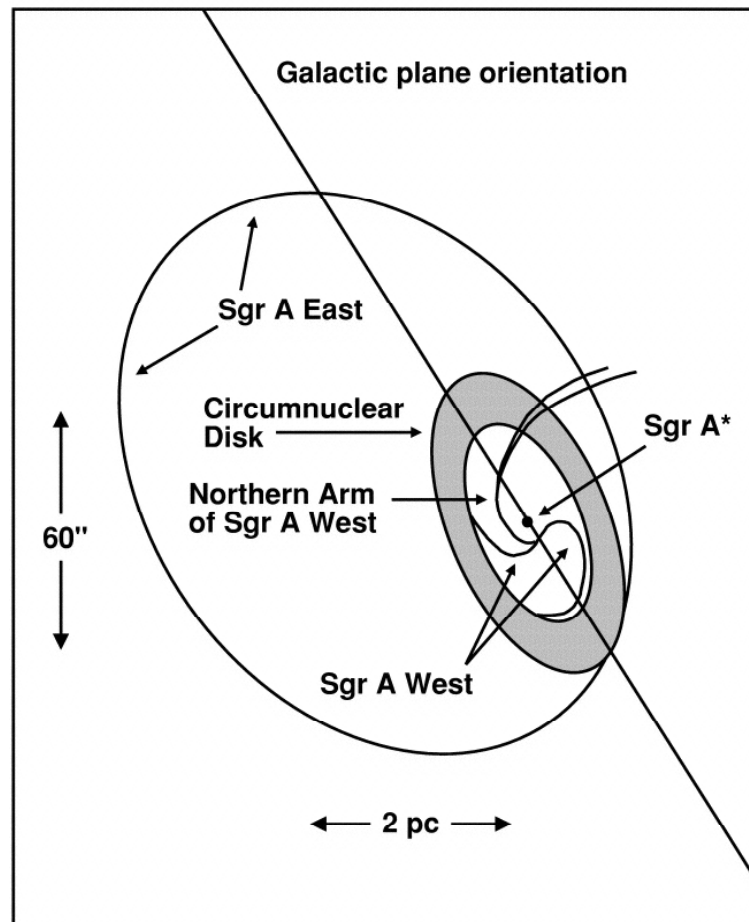 Galactic plane orientation
Sgr A East
Circumnuclear
Disk
Sgr A*
Northern Arm
of Sgr A West
60"
Sgr A West
2 pc